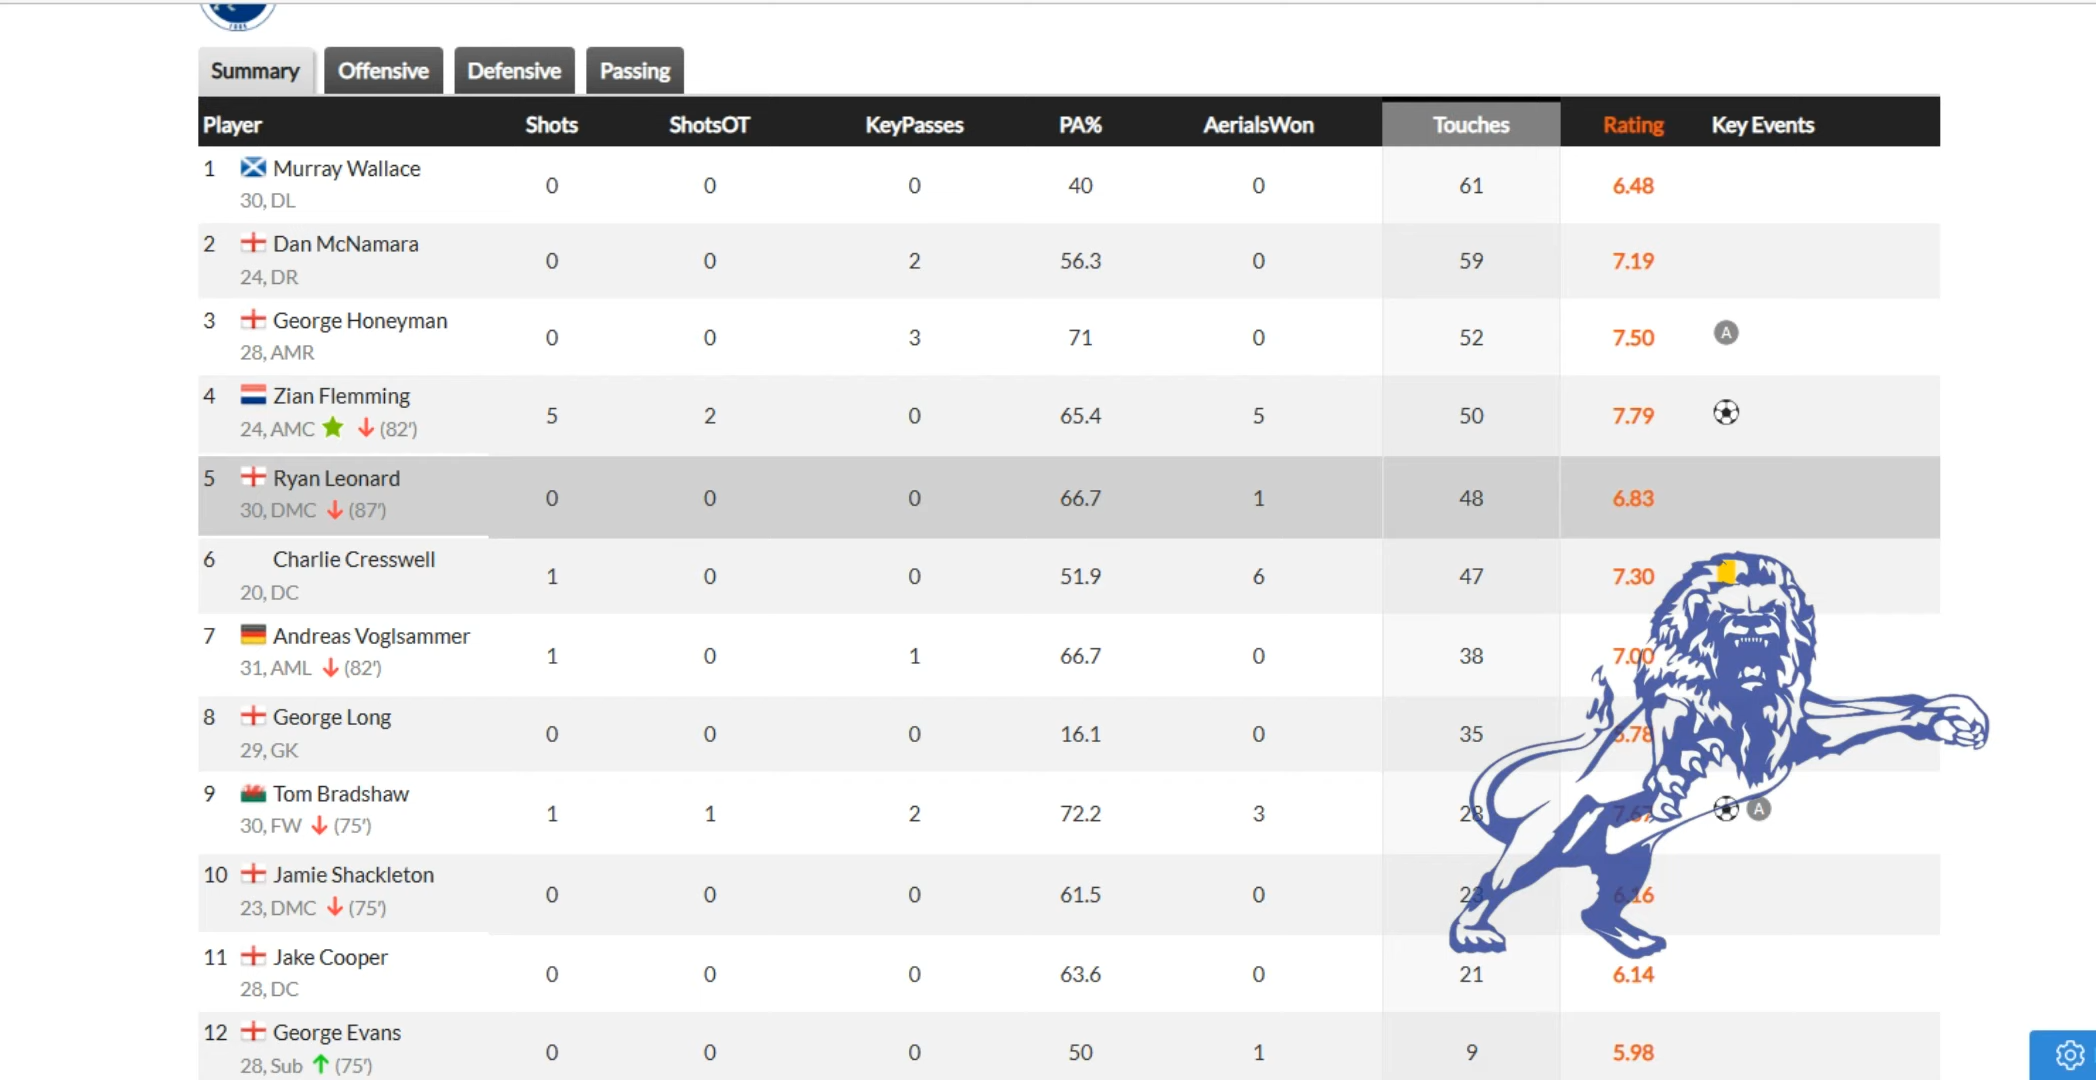 Summary Offensive Defensive Passing
Player Shots ShotsOT KeyPasses PA% AerialsWon Touches Rating Key Events
1 Murray Wallace
30, DL
0 0 0 40 0 61 6.48
2 Dan McNamara
24, DR
0 0 2 56.3 0 59 7.19
3 George Honeyman
28, AMR
0 0 3 71 0 52 7.50 A
4 Zian Flemming
24, AMC (82')
5 2 0 65.4 5 50 7.79
5 Ryan Leonard
30, DMC (87')
0 0 0 66.7 1 48 6.83
6 Charlie Cresswell
20, DC
1 0 0 51.9 6 47 7.30
7 Andreas Voglsammer
31, AML (82')
1 0 1 66.7 0 38 7.00
8 George Long
29, GK
0 0 0 16.1 0 35
9 Tom Bradshaw
30, FW (75')
1 1 2 72.2 3 28 7.67 A
10 Jamie Shackleton
23, DMC (75')
0 0 0 61.5 0 23 6.16
11 Jake Cooper
28, DC
0 0 0 63.6 0 21 6.14
12 George Evans
28, Sub (75')
0 0 0 50 1 9 5.98